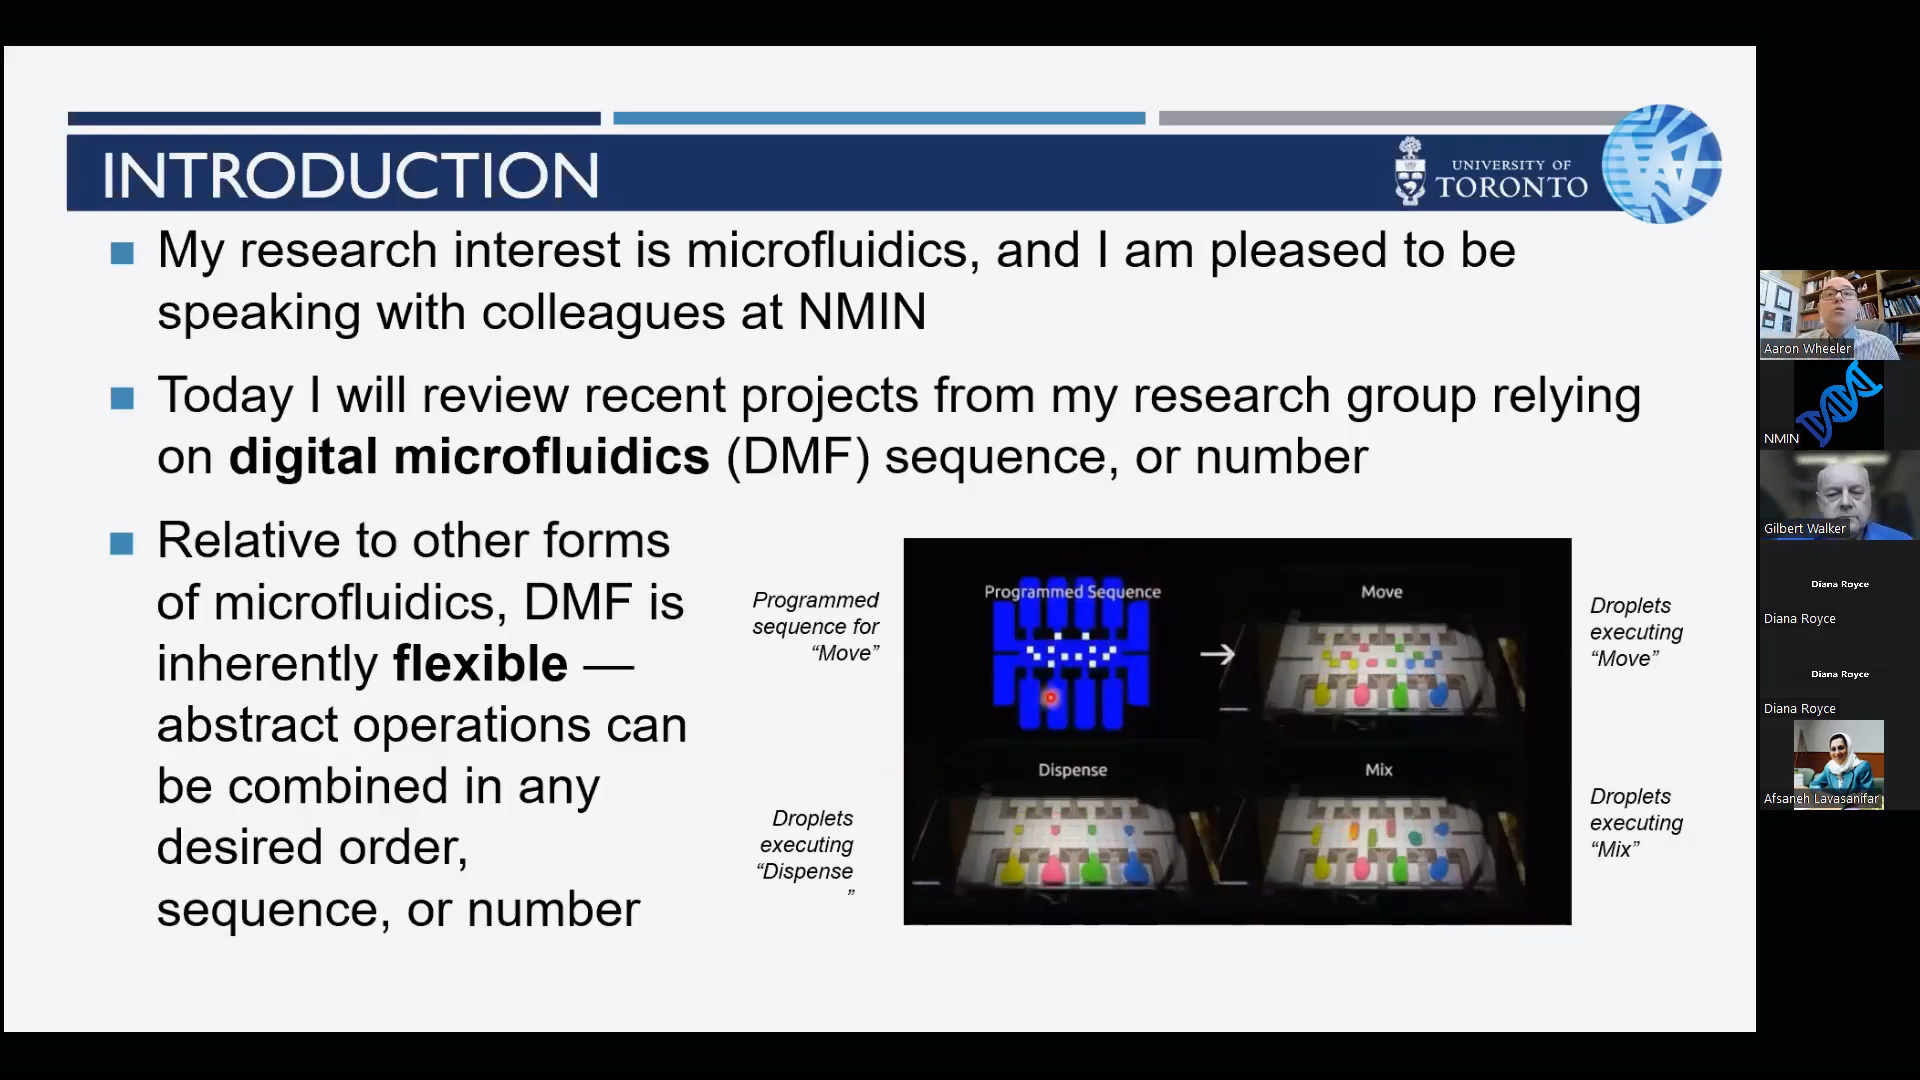 INTRODUCTION
UNIVERSITY OF
TORONTO
My research interest is microfluidics, and I am pleased to be
speaking with colleagues at NMIN
Today I will review recent projects from my research group relying
on digital microfluidics (DMF) sequence, or number
Relative to other forms
of microfluidics, DMF is
inherently flexible —
abstract operations can
be combined in any
desired order,
sequence, or number
Programmed
sequence for
“Move”
Programmed Sequence
Move
Droplets
executing
“Move”
Droplets
executing
“Dispense
”
Dispense
Mix
Droplets
executing
“Mix”
Aaron Wheeler
NMIN
Gilbert Walker
Diana Royce
Diana Royce
Diana Royce
Diana Royce
Afsaneh Lavasanifar